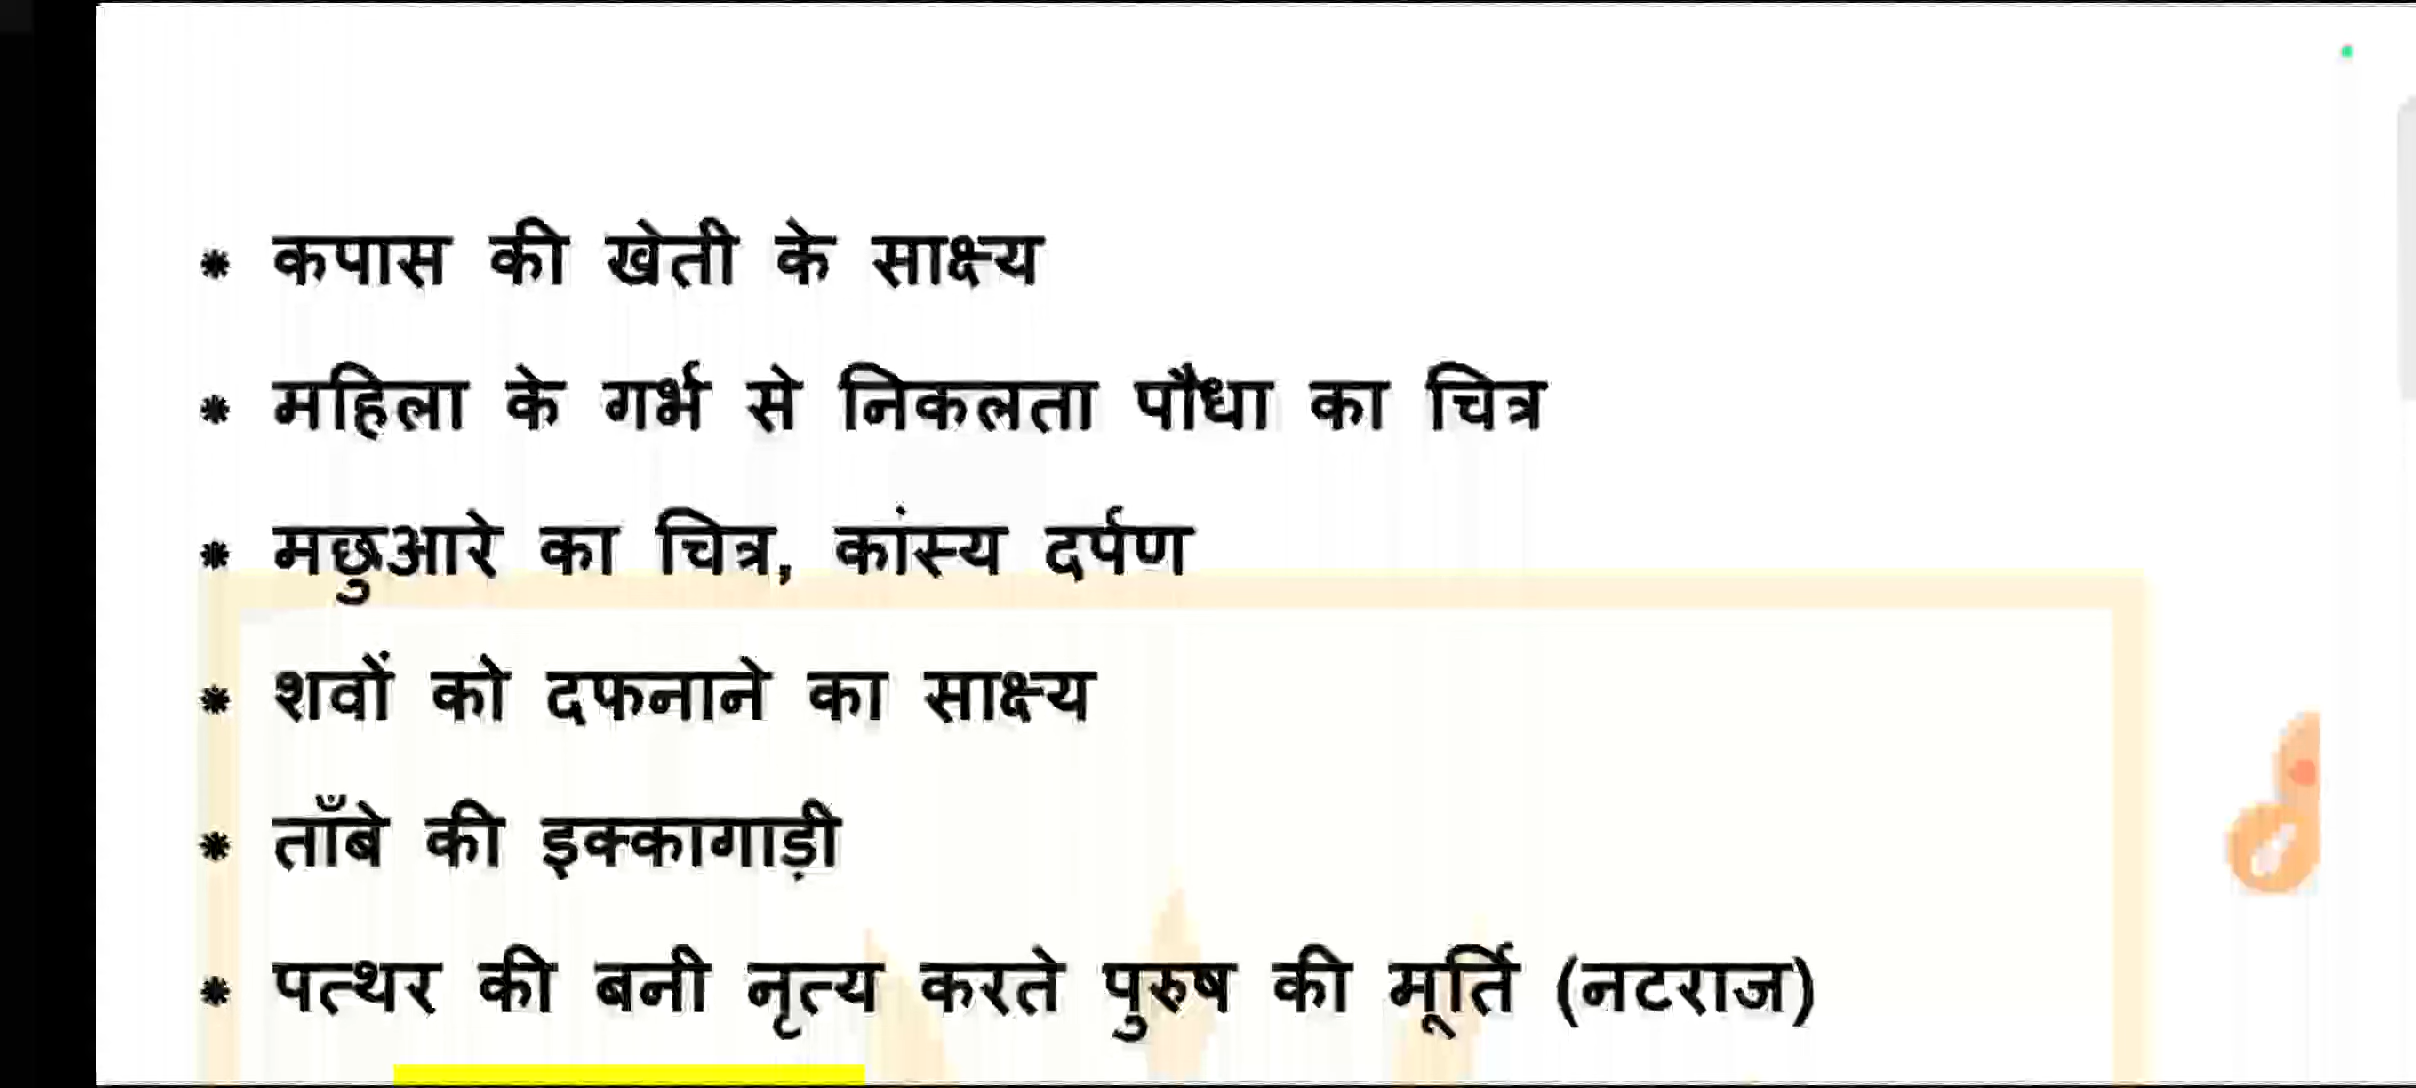 * कपास की खेती के साक्ष्य
* महिला के गर्भ से निकलता पौधा का चित्र
* मछुआरे का चित्र, कांस्य दर्पण
* शवों को दफनाने का साक्ष्य
* ताँबे की इक्कागाड़ी
* पत्थर की बनी नृत्य करते पुरुष की मूर्ति (नटराज)